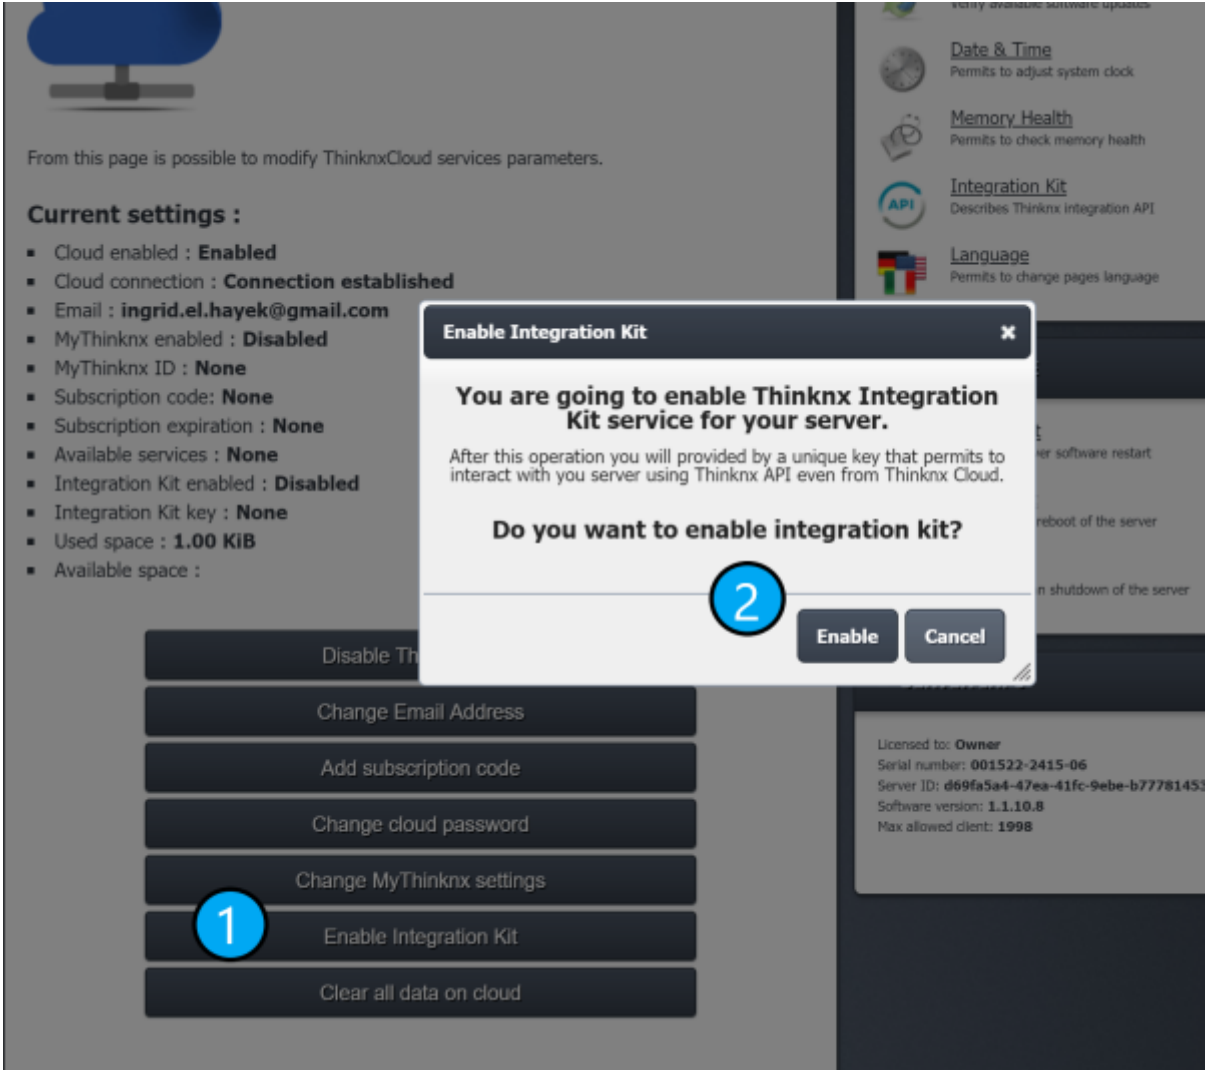 From this page is possible to modify ThinknxCloud services parameters.
Current settings :
Cloud enabled : Enabled
Cloud connection : Connection established
Email : ingrid.el.hayek@gmail.com
MyThinknx enabled : Disabled
MyThinknx ID : None
Subscription code: None
Subscription expiration : None
Available services : None
Integration Kit enabled : Disabled
Integration Kit key : None
Used space : 1.00 KiB
Available space :
Disable Th
Change Email Address
Add subscription code
Change cloud password
Change MyThinknx settings
1
Enable Integration Kit
Clear all data on cloud
Enable Integration Kit
×
You are going to enable Thinknx Integration
Kit service for your server.
After this operation you will provided by a unique key that permits to
interact with you server using Thinknx API even from Thinknx Cloud.
Do you want to enable integration kit?
2
Enable
Cancel
verify available software updates
Date & Time
Permits to adjust system clock
Memory Health
Permits to check memory health
API
Integration Kit
Describes Thinknx integration API
Language
Permits to change pages language
er software restart
reboot of the server
n shutdown of the server
Licensed to: Owner
Serial number: 001522-2415-06
Server ID: d69fa5a4-47ea-41fc-9ebe-b77781453
Software version: 1.1.10.8
Max allowed client: 1998